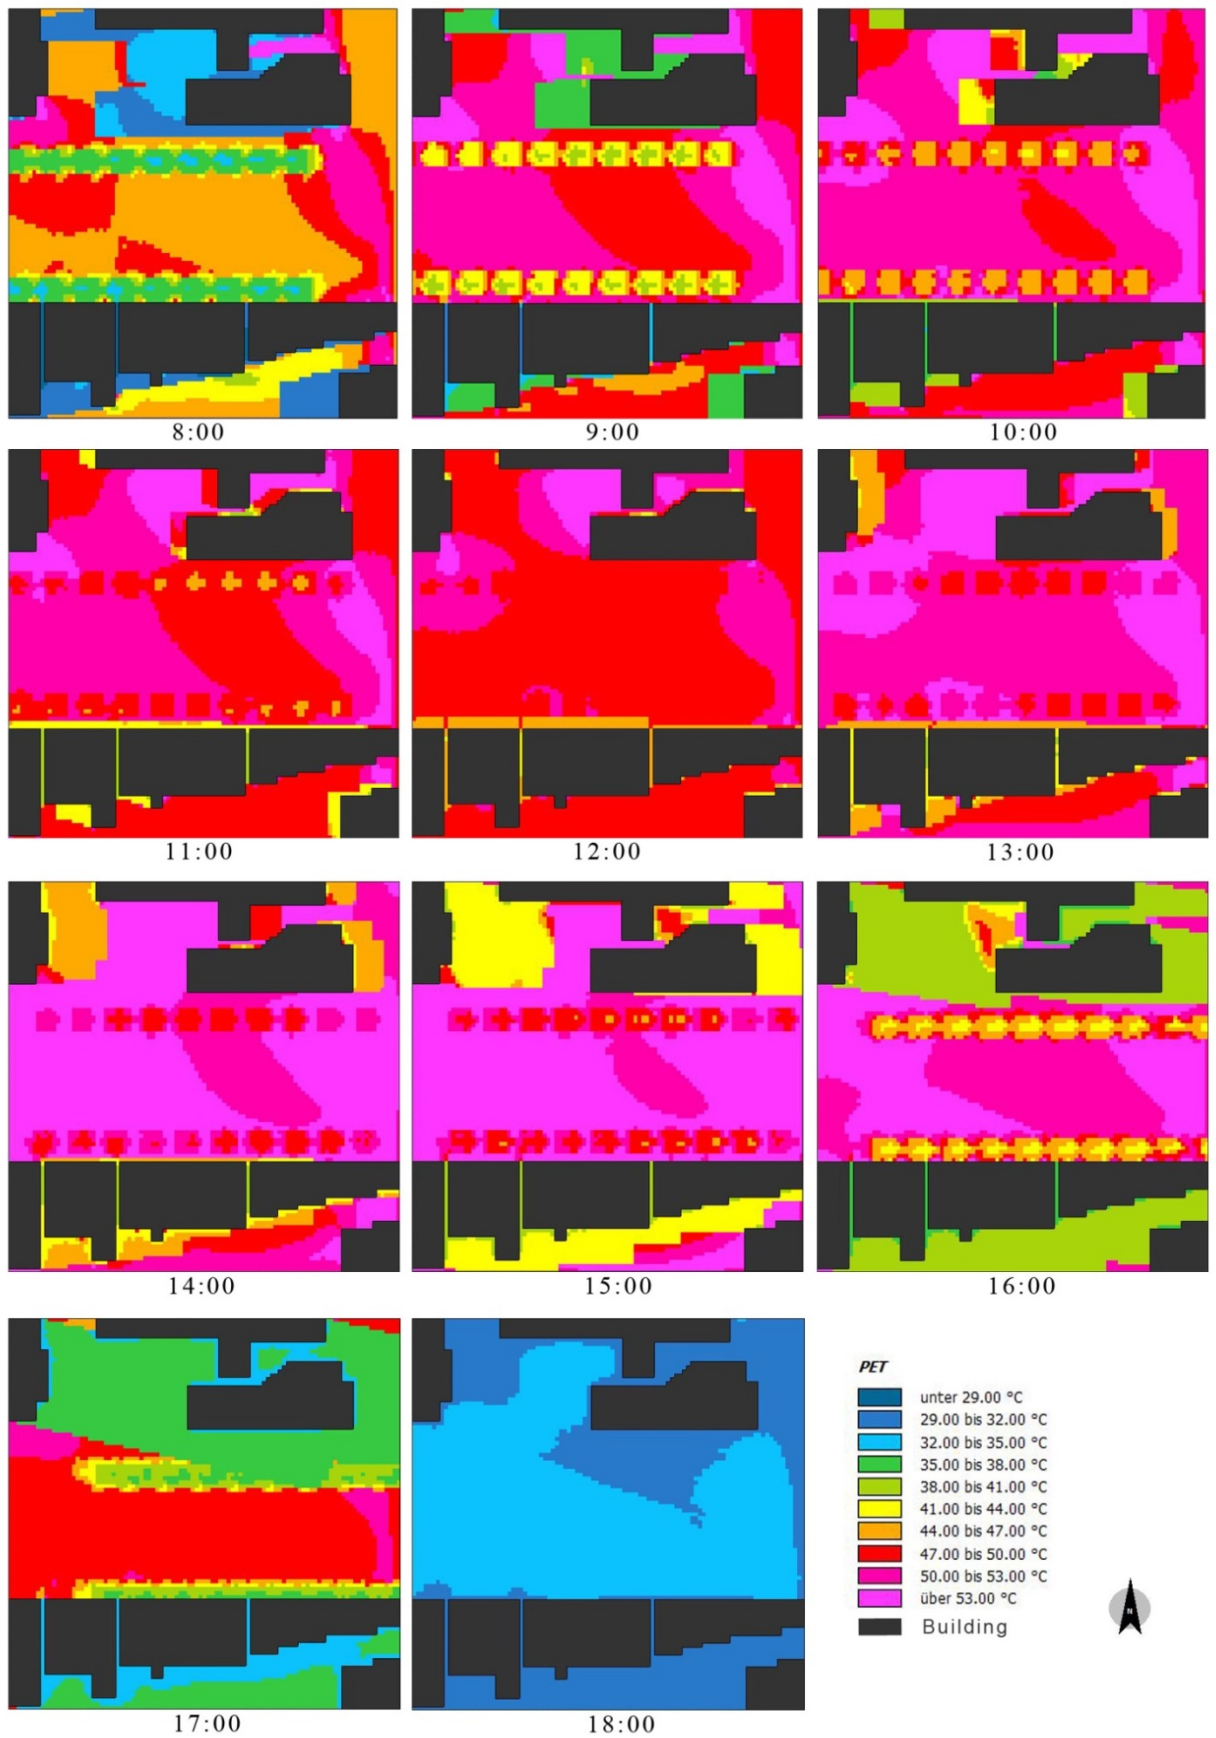 8:00
9:00
10:00
11:00
12:00
13:00
14:00
15:00
16:00
17:00
18:00
PET
unter 29.00 °C
29.00 bis 32.00 °C
32.00 bis 35.00 °C
35.00 bis 38.00 °C
38.00 bis 41.00 °C
41.00 bis 44.00 °C
44.00 bis 47.00 °C
47.00 bis 50.00 °C
50.00 bis 53.00 °C
über 53.00 °C
Building
N